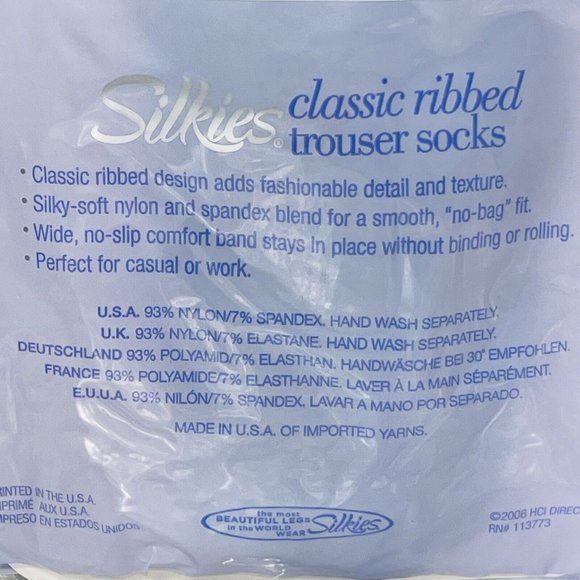 Silkies® classic ribbed
trouser socks
• Classic ribbed design adds fashionable detail and texture.
• Silky-soft nylon and spandex blend for a smooth, "no-bag" fit.
• Wide, no-slip comfort band stays in place without binding or rolling.
• Perfect for casual or work.
U.S.A. 93% NYLON/7% SPANDEX. HAND WASH SEPARATELY.
U.K. 93% NYLON/7% ELASTANE. HAND WASH SEPARATELY.
DEUTSCHLAND 93% POLYAMID/7% ELASTHAN. HANDWÄSCHE BEI 30° EMPFOHLEN.
FRANCE 93% POLYAMIDE/7% ELASTHANNE. LAVER À LA MAIN SÉPARÉMENT.
E.U.U.A. 93% NILÓN/7% SPANDEX. LAVAR A MANO POR SEPARADO.
MADE IN U.S.A. OF IMPORTED YARNS.
RINTED IN THE U.S.A.
MPRIMÉ AUX U.S.A.
MPRESO EN ESTADOS UNIDOS
the most
BEAUTIFUL LEGS
in the WORLD
WEAR Silkies®
©2006 HCI DIREC
RN# 113773